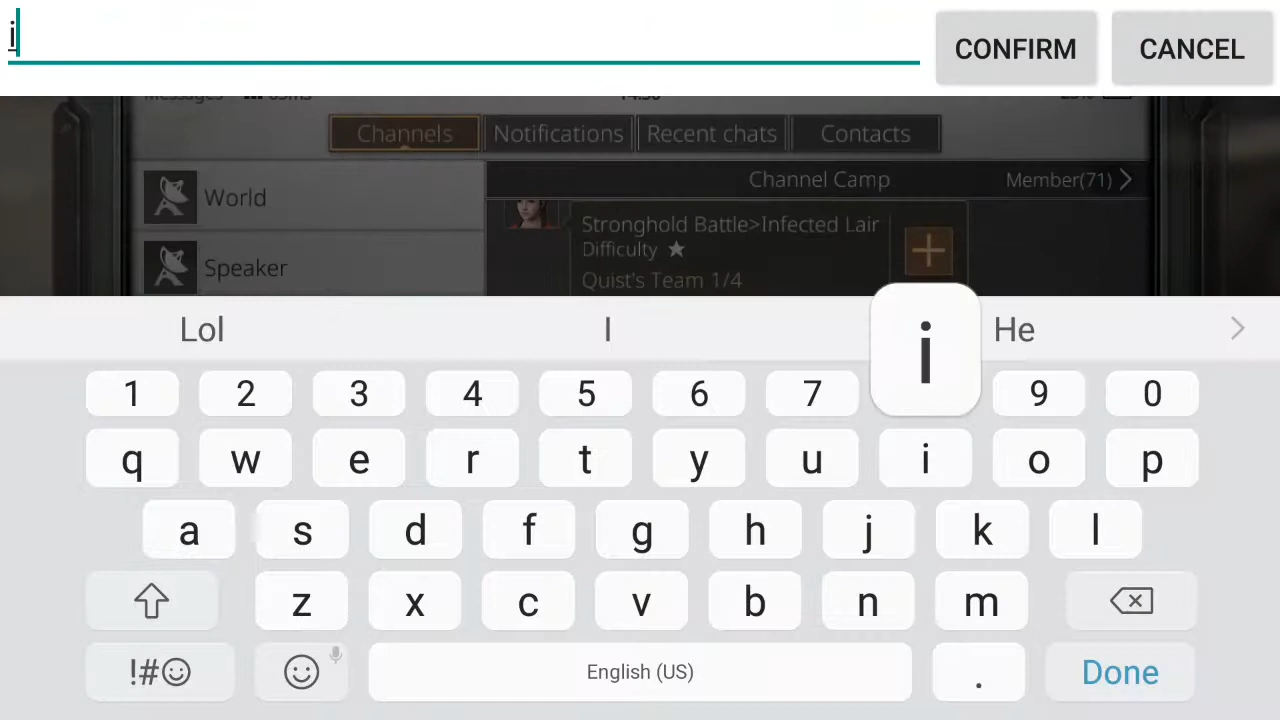 i
CONFIRM CANCEL
Channels Notifications Recent chats Contacts
World
Speaker
Channel Camp Member(71)
Stronghold Battle>Infected Lair
Difficulty ★
Quist's Team 1/4
Lol I He
i
1 2 3 4 5 6 7 9 0
q w e r t y u i o p
a s d f g h j k l
z x c v b n m
!#☺ English (US) . Done